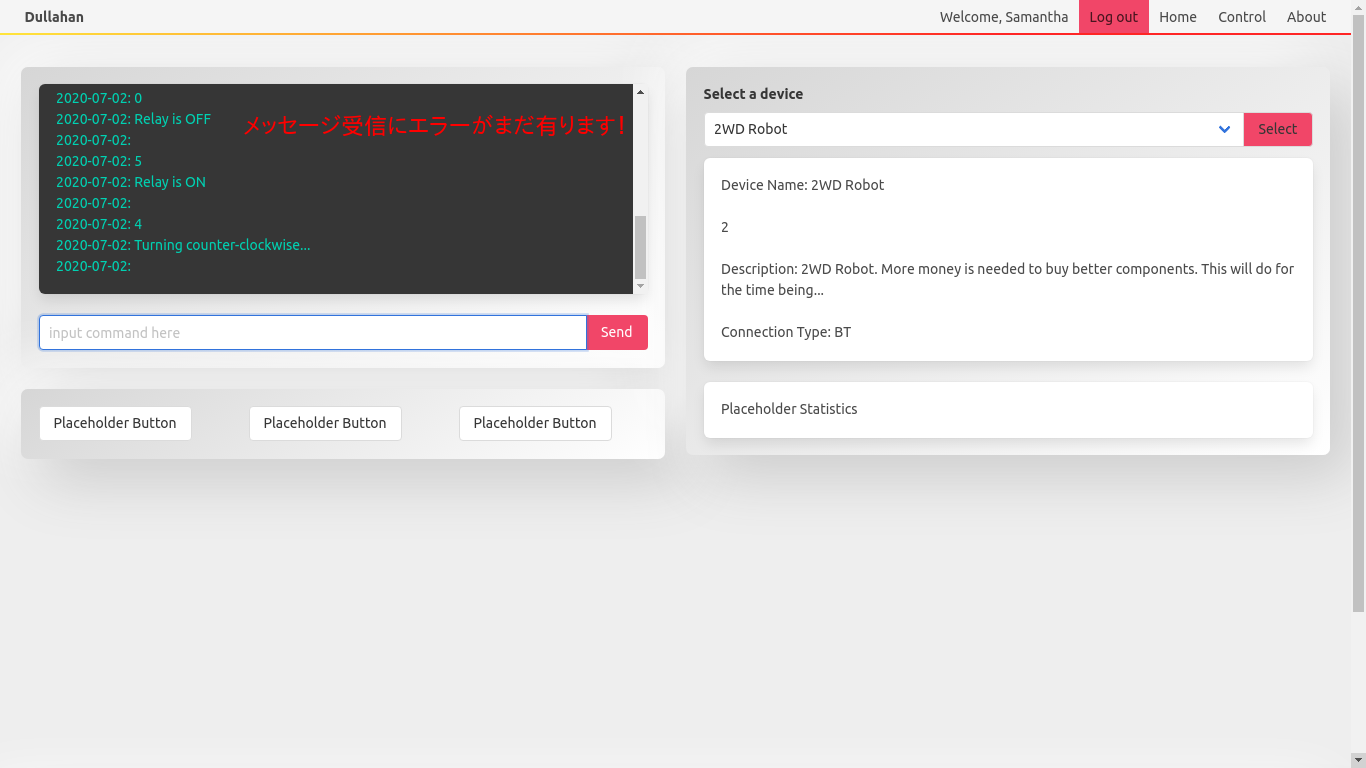 Dullahan
Welcome, Samantha
Log out
Home
Control
About
2020-07-02: 0
2020-07-02: Relay is OFF
メッセージ受信にエラーがまだ有ります!
2020-07-02:
2020-07-02: 5
2020-07-02: Relay is ON
2020-07-02:
2020-07-02: 4
2020-07-02: Turning counter-clockwise...
2020-07-02:
input command here
Send
Placeholder Button
Placeholder Button
Placeholder Button
Select a device
2WD Robot
Select
Device Name: 2WD Robot
2
Description: 2WD Robot. More money is needed to buy better components. This will do for
the time being...
Connection Type: BT
Placeholder Statistics